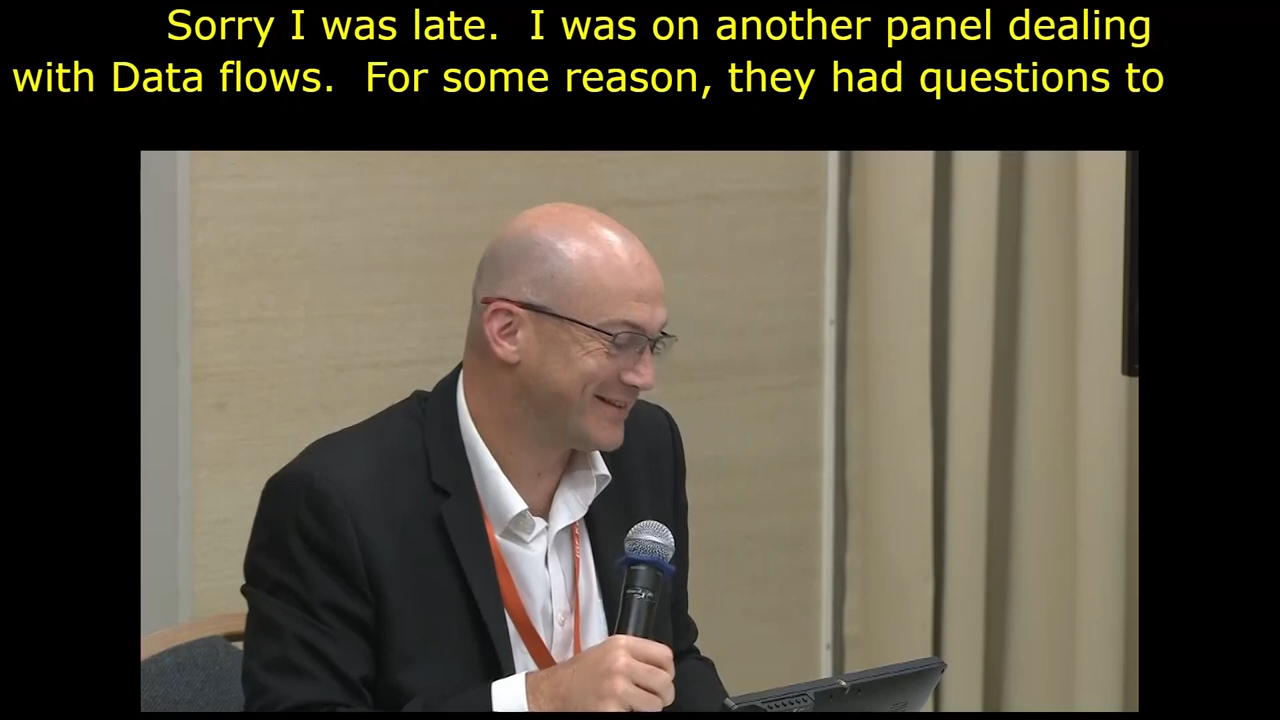 Sorry I was late.  I was on another panel dealing
with Data flows.  For some reason, they had questions to